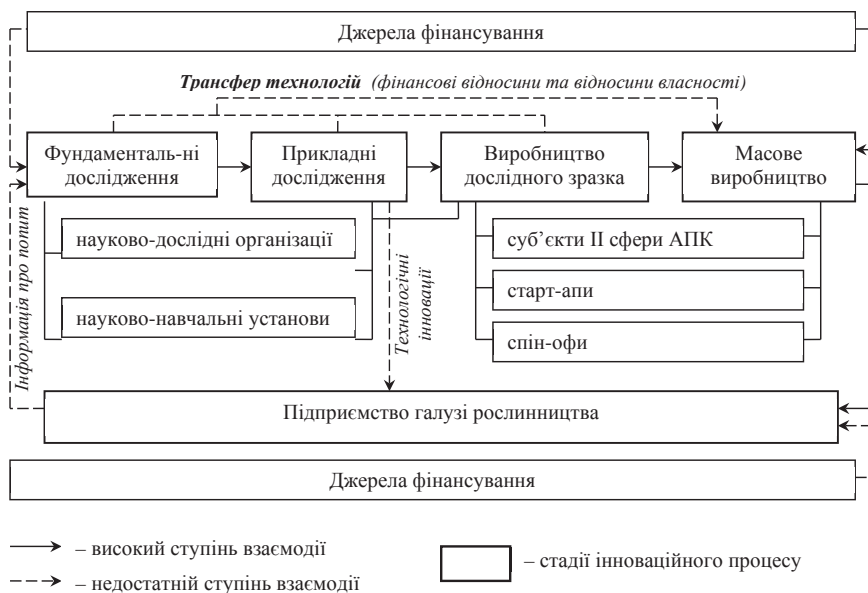 Джерела фінансування
Трансфер технологій (фінансові відносини та відносини власності)
Фундаменталь-ні
дослідження
Прикладні
дослідження
Виробництво
дослідного зразка
Масове
виробництво
науково-дослідні організації
науково-навчальні установи
суб’єкти ІІ сфери АПК
старт-апи
спін-офи
Інформація про попит
Технологічні
інновації
Підприємство галузі рослинництва
Джерела фінансування
– високий ступінь взаємодії
– недостатній ступінь взаємодії
– стадії інноваційного процесу